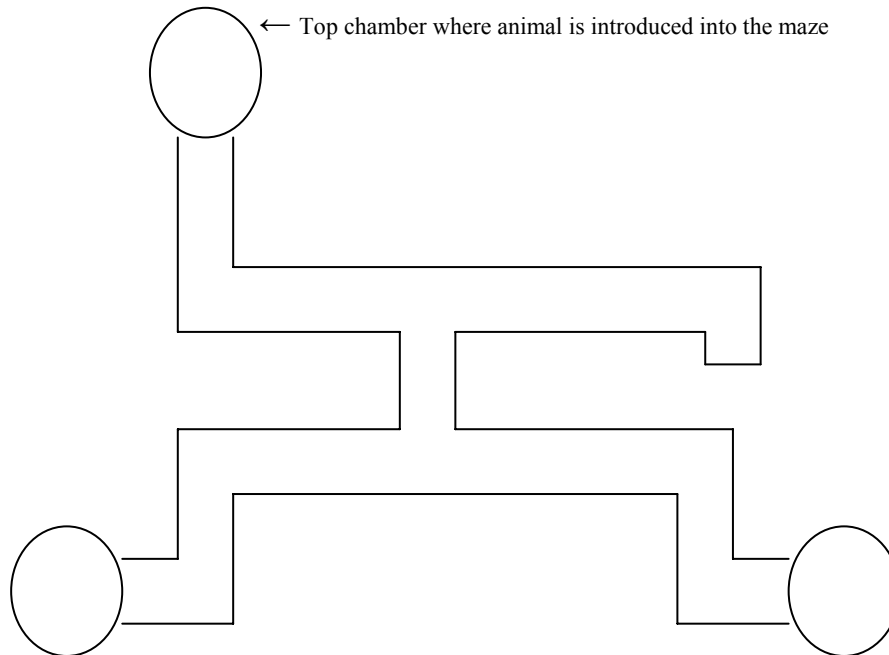 ← Top chamber where animal is introduced into the maze